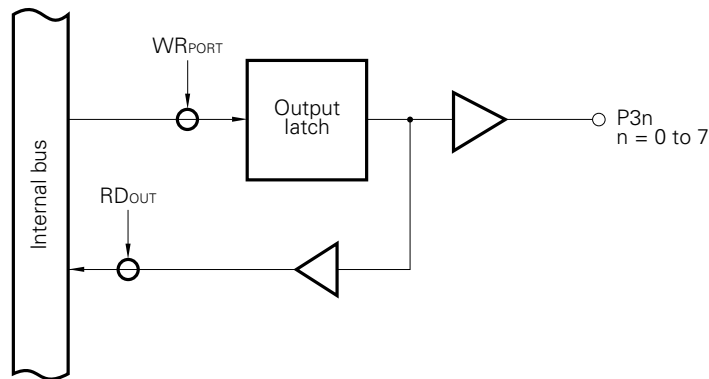 WRPORT
Output
latch
P3n
n = 0 to 7
Internal bus
RDOUT